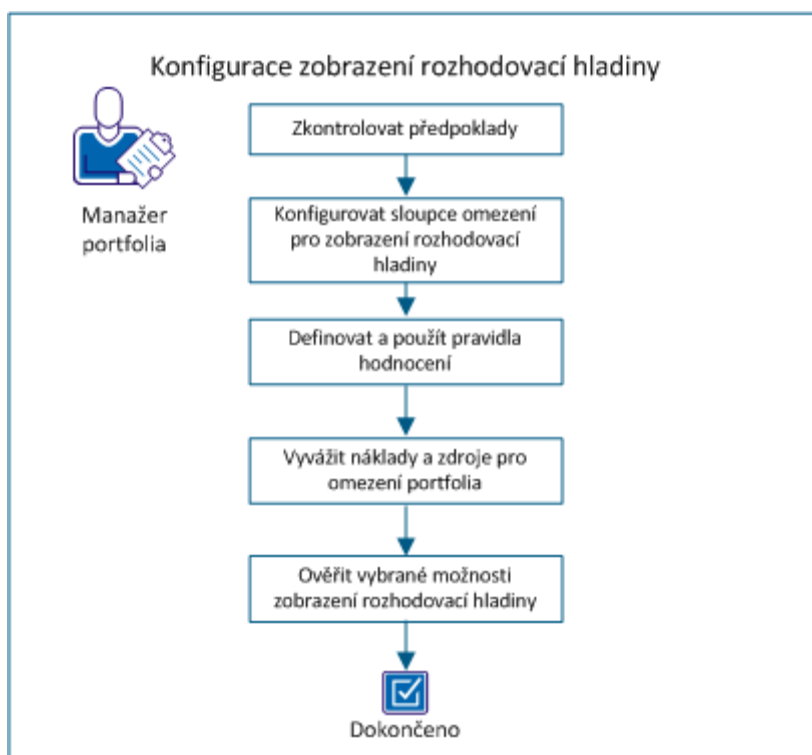 Konfigurace zobrazení rozhodovací hladiny
Manažer
portfolia
Zkontrolovat předpoklady
Konfigurovat sloupce omezení
pro zobrazení rozhodovací
hladiny
Definovat a použít pravidla
hodnocení
Vyvážit náklady a zdroje pro
omezení portfolia
Ověřit vybrané možnosti
zobrazení rozhodovací hladiny
Dokončeno